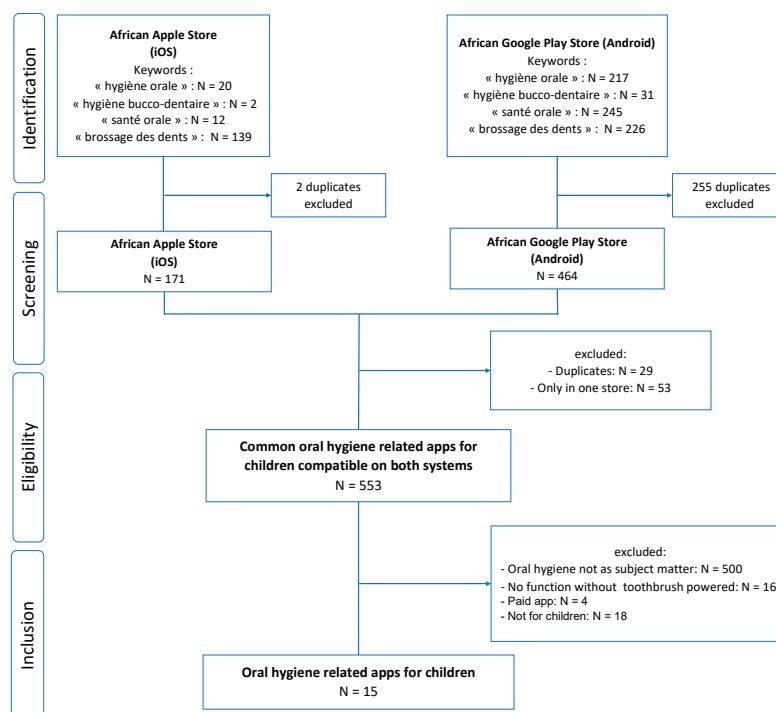 Identification
African Apple Store
(iOS)
Keywords :
« hygiène orale » : N = 20
« hygiène bucco-dentaire » : N = 2
« santé orale » : N = 12
« brossage des dents » :  N = 139
African Google Play Store (Android)
Keywords :
« hygiène orale » : N = 217
« hygiène bucco-dentaire » : N = 31
« santé orale » : N = 245
« brossage des dents » :  N = 226
2 duplicates
excluded
255 duplicates
excluded
Screening
African Apple Store
(iOS)
N = 171
African Google Play Store
(Android)
N = 464
excluded:
- Duplicates: N = 29
- Only in one store: N = 53
Eligibility
Common oral hygiene related apps for
children compatible on both systems
N = 553
excluded:
- Oral hygiene not as subject matter: N = 500
- No function without  toothbrush powered: N = 16
- Paid app: N = 4
- Not for children: N = 18
Inclusion
Oral hygiene related apps for children
N = 15